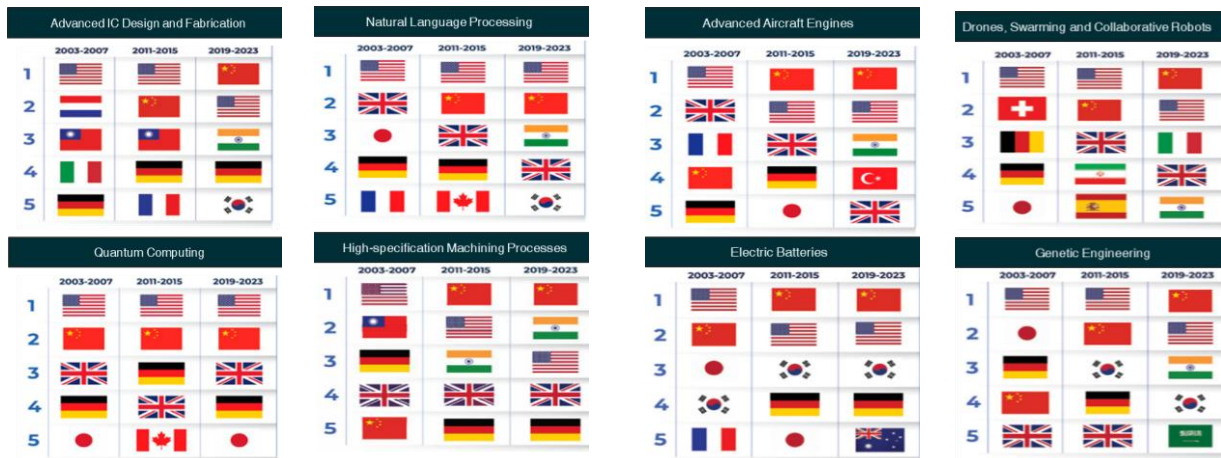 Advanced IC Design and Fabrication
2003-2007 2011-2015 2019-2023
1
2
3
4
5
Natural Language Processing
2003-2007 2011-2015 2019-2023
1
2
3
4
5
Advanced Aircraft Engines
2003-2007 2011-2015 2019-2023
1
2
3
4
5
Drones, Swarming and Collaborative Robots
2003-2007 2011-2015 2019-2023
1
2
3
4
5
Quantum Computing
2003-2007 2011-2015 2019-2023
1
2
3
4
5
High-specification Machining Processes
2003-2007 2011-2015 2019-2023
1
2
3
4
5
Electric Batteries
2003-2007 2011-2015 2019-2023
1
2
3
4
5
Genetic Engineering
2003-2007 2011-2015 2019-2023
1
2
3
4
5